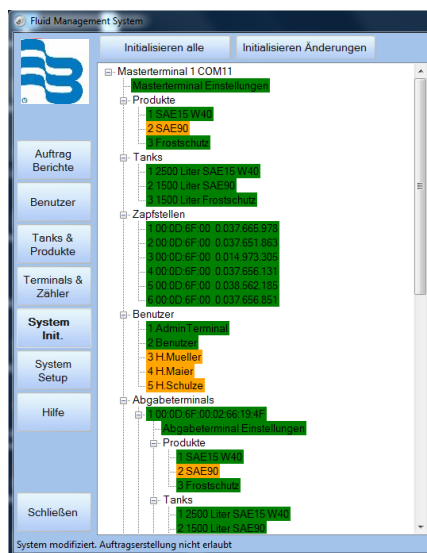 Fluid Management System
Initialisieren alle
Initialisieren Änderungen
Auftrag
Berichte
Benutzer
Tanks &
Produkte
Terminals &
Zähler
System
Init.
System
Setup
Hilfe
Schließen
Masterterminal 1 COM11
Masterterminal Einstellungen
Produkte
1 SAE15 W40
2 SAE90
3 Frostschutz
Tanks
1 2500 Liter SAE15 W40
2 1500 Liter SAE90
3 1500 Liter Frostschutz
Zapfstellen
1 00:0D:6F:00 0.037.665.978
2 00:0D:6F:00 0.037.651.863
3 00:0D:6F:00 0.014.973.305
4 00:0D:6F:00 0.037.656.131
5 00:0D:6F:00 0.038.562.185
6 00:0D:6F:00 0.037.656.851
Benutzer
1 AdminTerminal
2 Benutzer
3 H.Mueller
4 H.Maier
5 H.Schulze
Abgabeterminals
1 00:0D:6F:00:02:66:19:4F
Abgabeterminal Einstellungen
Produkte
1 SAE15 W40
2 SAE90
3 Frostschutz
Tanks
1 2500 Liter SAE15 W40
2 1500 Liter SAE90
System modifiziert. Auftragserstellung nicht erlaubt